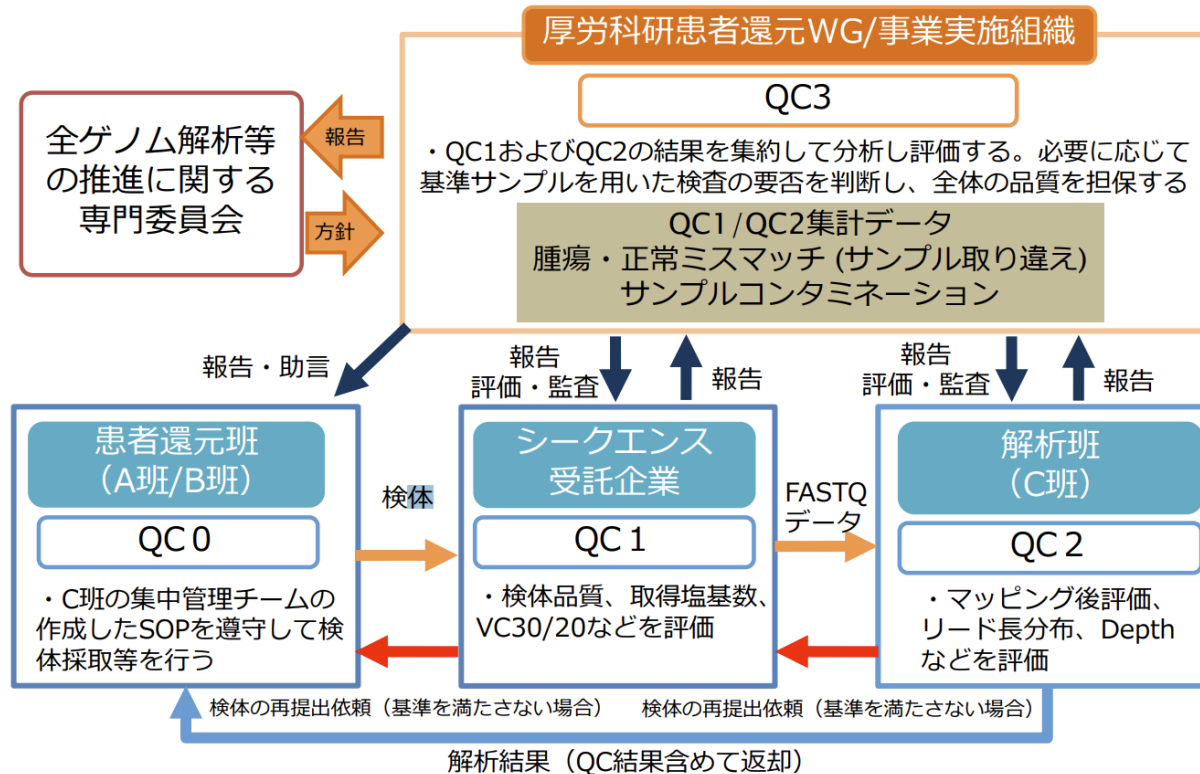 厚労科研患者還元WG/事業実施組織
QC3
・QC1およびQC2の結果を集約して分析し評価する。必要に応じて
基準サンプルを用いた検査の要否を判断し、全体の品質を担保する
QC1/QC2集計データ
腫瘍・正常ミスマッチ (サンプル取り違え)
サンプルコンタミネーション
全ゲノム解析等
の推進に関する
専門委員会
報告
方針
報告・助言
報告
評価・監査
報告
報告
評価・監査
報告
患者還元班
（A班/B班）
QC0
・C班の集中管理チームの
作成したSOPを遵守して検
体採取等を行う
検体
シークエンス
受託企業
QC1
・検体品質、取得塩基数、
VC30/20などを評価
FASTQ
データ
解析班
（C班）
QC2
・マッピング後評価、
リード長分布、Depth
などを評価
検体の再提出依頼（基準を満たさない場合）
検体の再提出依頼（基準を満たさない場合）
解析結果（QC結果含めて返却）